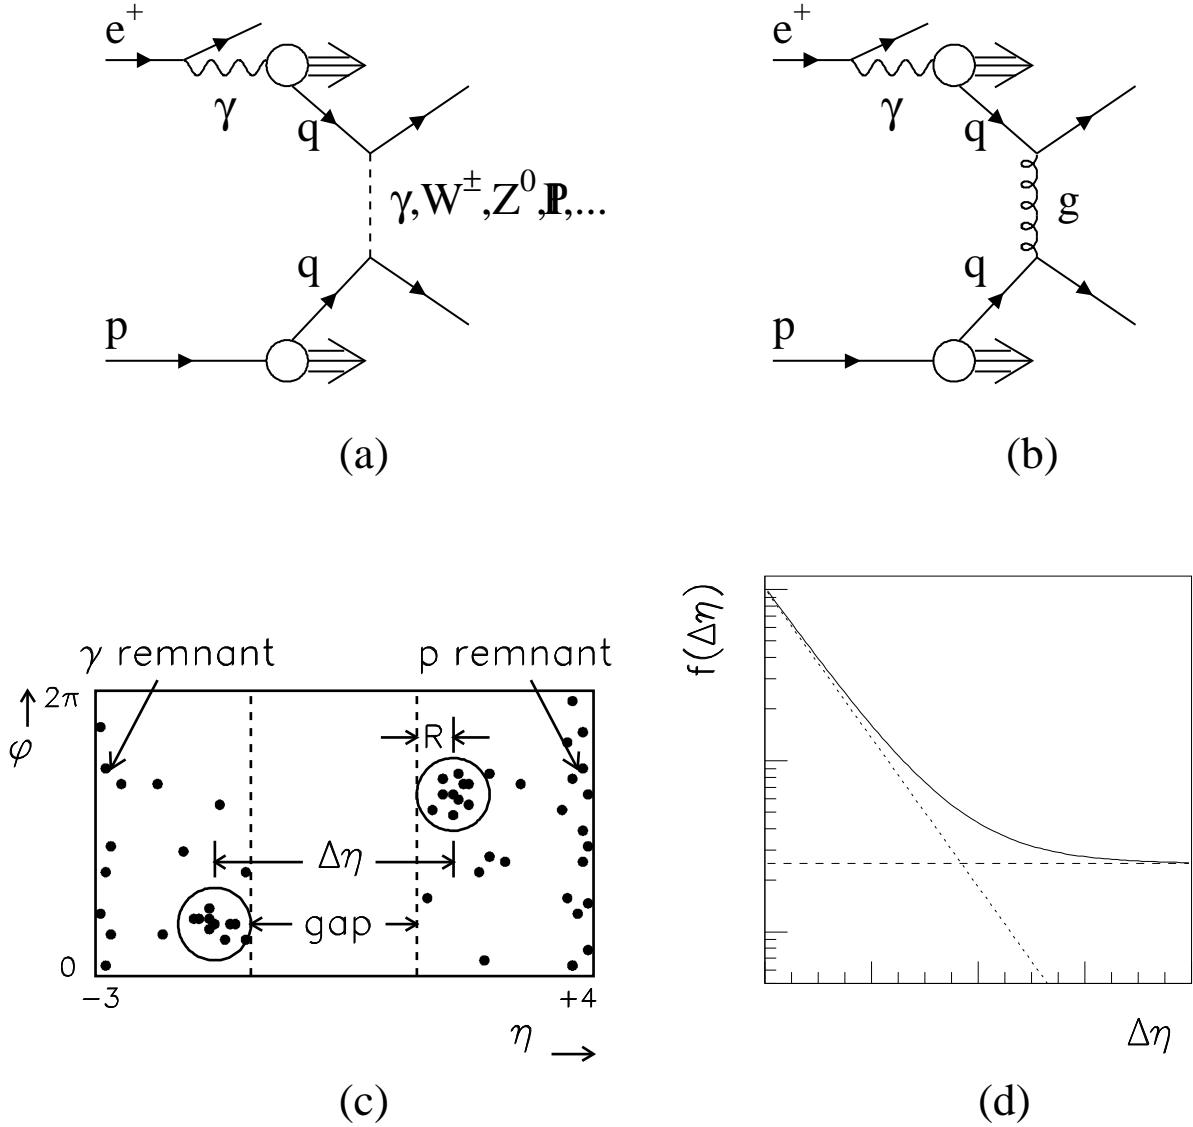 e⁺
γ
q
γ,W±,Z⁰,ℙ,...
q
p
(a)
e⁺
γ
q
g
q
p
(b)
γ remnant
p remnant
2π
φ
R
Δη
gap
0
−3
+4
η
(c)
f(Δη)
Δη
(d)